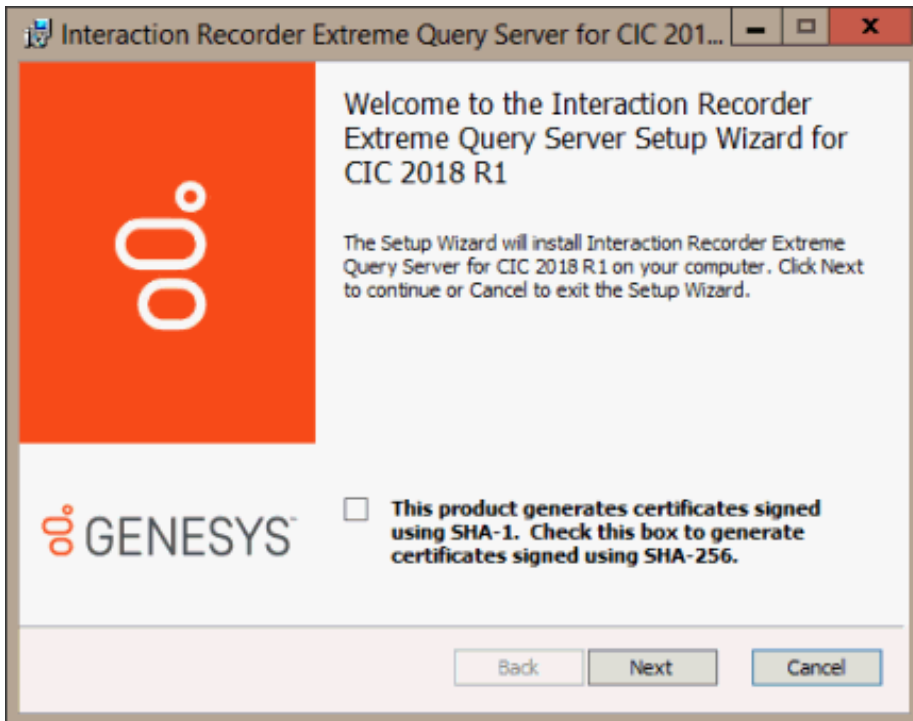 Interaction Recorder Extreme Query Server for CIC 201...
Welcome to the Interaction Recorder
Extreme Query Server Setup Wizard for
CIC 2018 R1
The Setup Wizard will install Interaction Recorder Extreme
Query Server for CIC 2018 R1 on your computer. Click Next
to continue or Cancel to exit the Setup Wizard.
GENESYS™
This product generates certificates signed
using SHA-1. Check this box to generate
certificates signed using SHA-256.
Back Next Cancel